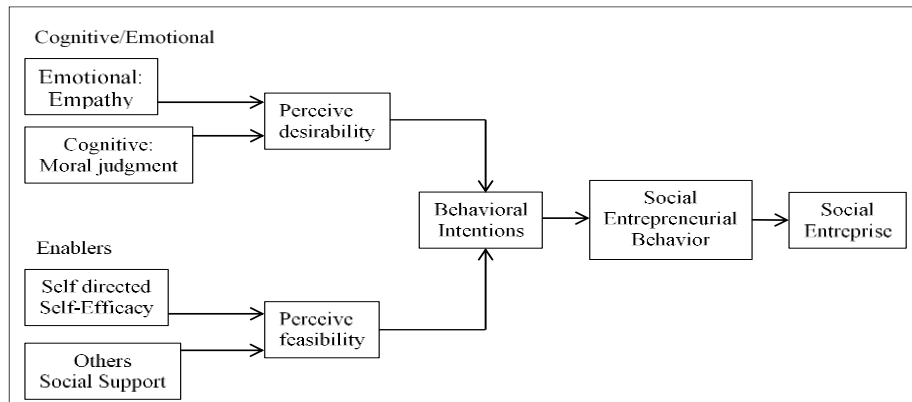 Cognitive/Emotional
Emotional:
Empathy
Cognitive:
Moral judgment
Perceive
desirability
Enablers
Self directed
Self-Efficacy
Others
Social Support
Perceive
feasibility
Behavioral
Intentions
Social
Entrepreneurial
Behavior
Social
Entreprise